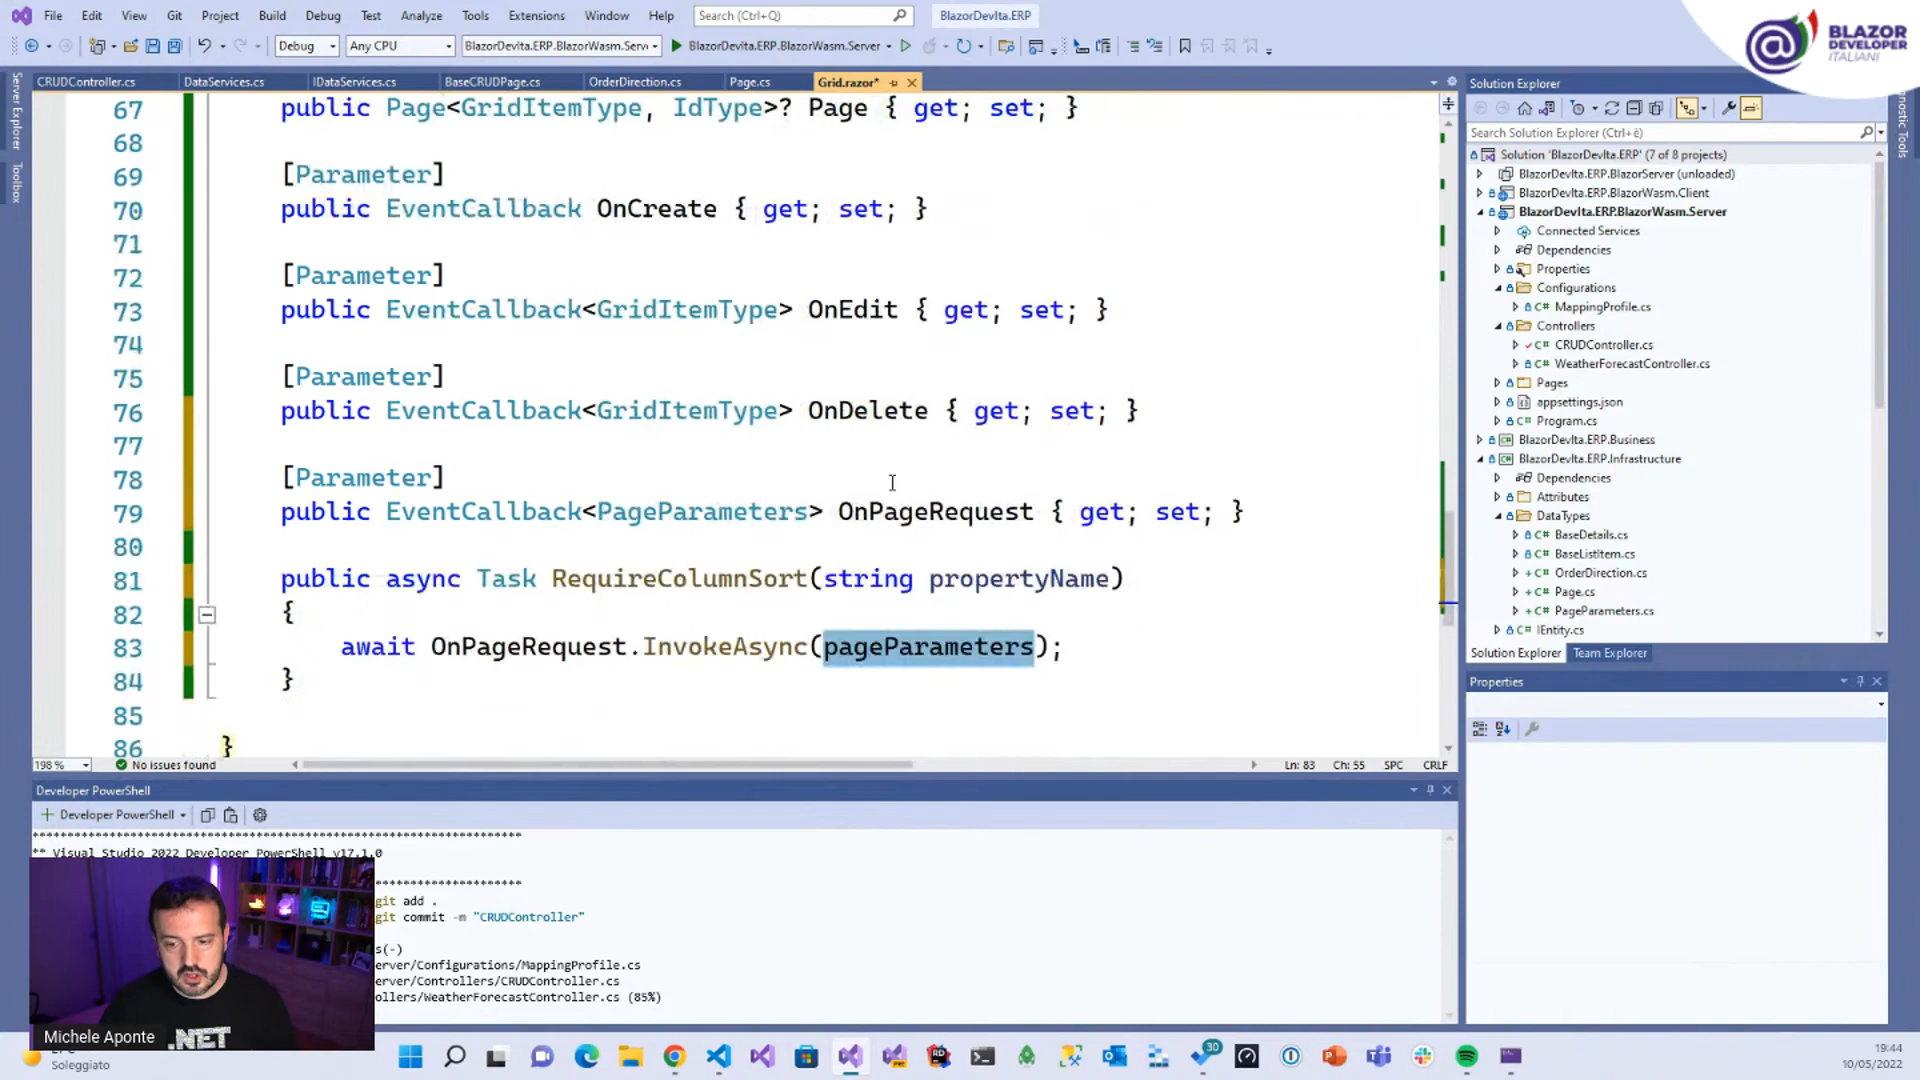 File Edit View Git Project Build Debug Test Analyze Tools Extensions Window Help Search (Ctrl+Q) BlazorDevIta.ERP
BLAZOR
DEVELOPER
ITALIANI
Debug Any CPU BlazorDevIta.ERP.BlazorWasm.Serv BlazorDevIta.ERP.BlazorWasm.Server
CRUDController.cs DataServices.cs IDataServices.cs BaseCRUDPage.cs OrderDirection.cs Page.cs Grid.razor*
Server Explorer
Toolbox
67 public Page<GridItemType, IdType>? Page { get; set; }
68
69 [Parameter]
70 public EventCallback OnCreate { get; set; }
71
72 [Parameter]
73 public EventCallback<GridItemType> OnEdit { get; set; }
74
75 [Parameter]
76 public EventCallback<GridItemType> OnDelete { get; set; }
77
78 [Parameter]
79 public EventCallback<PageParameters> OnPageRequest { get; set; }
80
81 public async Task RequireColumnSort(string propertyName)
82 {
83 await OnPageRequest.InvokeAsync(pageParameters);
84 }
85
86 }
198 % No issues found Ln: 83 Ch: 55 SPC CRLF
Solution Explorer
Search Solution Explorer (Ctrl+è)
Solution 'BlazorDevIta.ERP' (7 of 8 projects)
BlazorDevIta.ERP.BlazorServer (unloaded)
BlazorDevIta.ERP.BlazorWasm.Client
BlazorDevIta.ERP.BlazorWasm.Server
Connected Services
Dependencies
Properties
Configurations
C# MappingProfile.cs
Controllers
C# CRUDController.cs
C# WeatherForecastController.cs
Pages
appsettings.json
C# Program.cs
BlazorDevIta.ERP.Business
BlazorDevIta.ERP.Infrastructure
Dependencies
Attributes
DataTypes
C# BaseDetails.cs
C# BaseListItem.cs
C# OrderDirection.cs
C# Page.cs
C# PageParameters.cs
C# IEntity.cs
Solution Explorer Team Explorer
Properties
Developer PowerShell
Developer PowerShell
** Visual Studio 2022 Developer PowerShell v17.1.0
git add .
git commit -m "CRUDController"
s(-)
erver/Configurations/MappingProfile.cs
erver/Controllers/CRUDController.cs
ollers/WeatherForecastController.cs (85%)
.NET
Michele Aponte
Soleggiato
30
19:44
10/05/2022